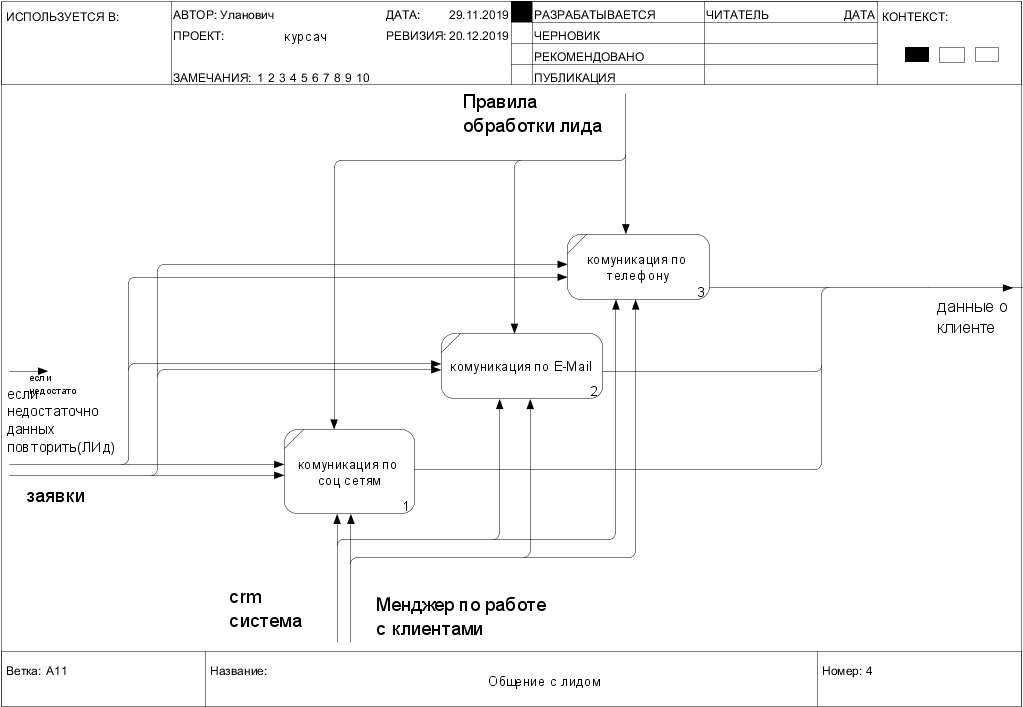 ИСПОЛЬЗУЕТСЯ В:
АВТОР: Уланович
ДАТА: 29.11.2019
РАЗРАБАТЫВАЕТСЯ
ЧИТАТЕЛЬ
ДАТА
КОНТЕКСТ:
ПРОЕКТ: курсач
РЕВИЗИЯ: 20.12.2019
ЧЕРНОВИК
РЕКОМЕНДОВАНО
ЗАМЕЧАНИЯ: 1 2 3 4 5 6 7 8 9 10
ПУБЛИКАЦИЯ
Правила
обработки лида
комуникация по
телефону
3
данные о
клиенте
комуникация по E-Mail
2
если
недостато
если
недостаточно
данных
повторить(ЛИд)
комуникация по
соц сетям
1
заявки
crm
система
Менджер по работе
с клиентами
Ветка: A11
Название:
Общение с лидом
Номер: 4